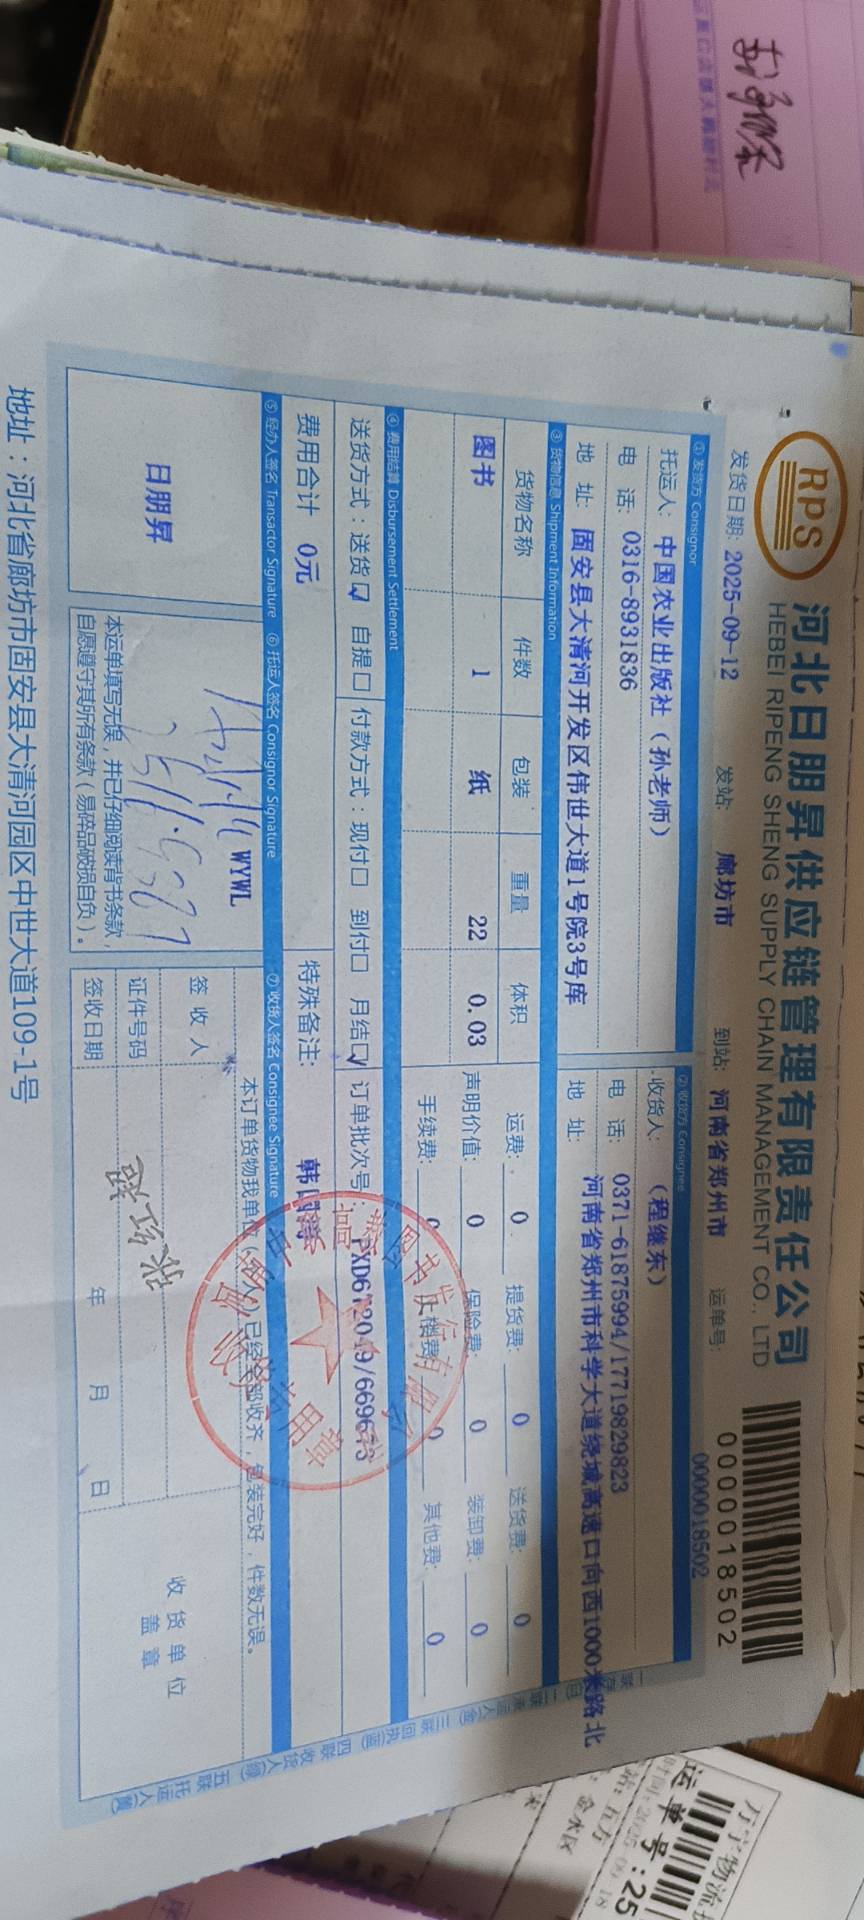 RPS
河北日朋昇供应链管理有限责任公司
HEBEI RIPENG SHENG SUPPLY CHAIN MANAGEMENT CO., LTD
0000018502
发货日期: 2025-09-12 发站: 廊坊市 到站: 河南省郑州市 运单号: 0000018502
① 发货方 Consignor ② 收货方 Consignee
托运人: 中国农业出版社（孙老师） 收货人: （程继东）
电 话: 0316-8931836 电 话: 0371-61875994/17719829823
地 址: 固安县大清河开发区伟世大道1号院3号库 地 址: 河南省郑州市科学大道绕城高速口向西1000米路北
③ 货物信息 Shipment Information
货物名称 件数 包装 重量 体积 运费: 0 提货费: 0 送货费: 0
图书 1 纸 22 0.03 声明价值: 0 保险费: 0 装卸费: 0
手续费: 0 上楼费: 0 其他费: 0
④ 费用结算 Disbursement Settlement
送货方式：送货☑ 自提□ 付款方式：现付□ 到付□ 月结☑ 订单批次号:
费用合计 0元 特殊备注:
⑤ 经办人签名 Transactor Signature ⑥ 托运人签名 Consignor Signature ⑦ 收货人签名 Consignee Signature
日朋昇
WYWL
本运单填写无误，并已仔细阅读背书条款，
自愿遵守其所有条款（易碎品破损自负）。
本订单货物我单位（本人）已经全部收齐，包装完好，件数无误。
签 收 人
证件号码
签收日期 年 月 日
收 货 单 位
盖 章
地址：河北省廊坊市固安县大清河园区中世大道109-1号
运单号:25
金水区